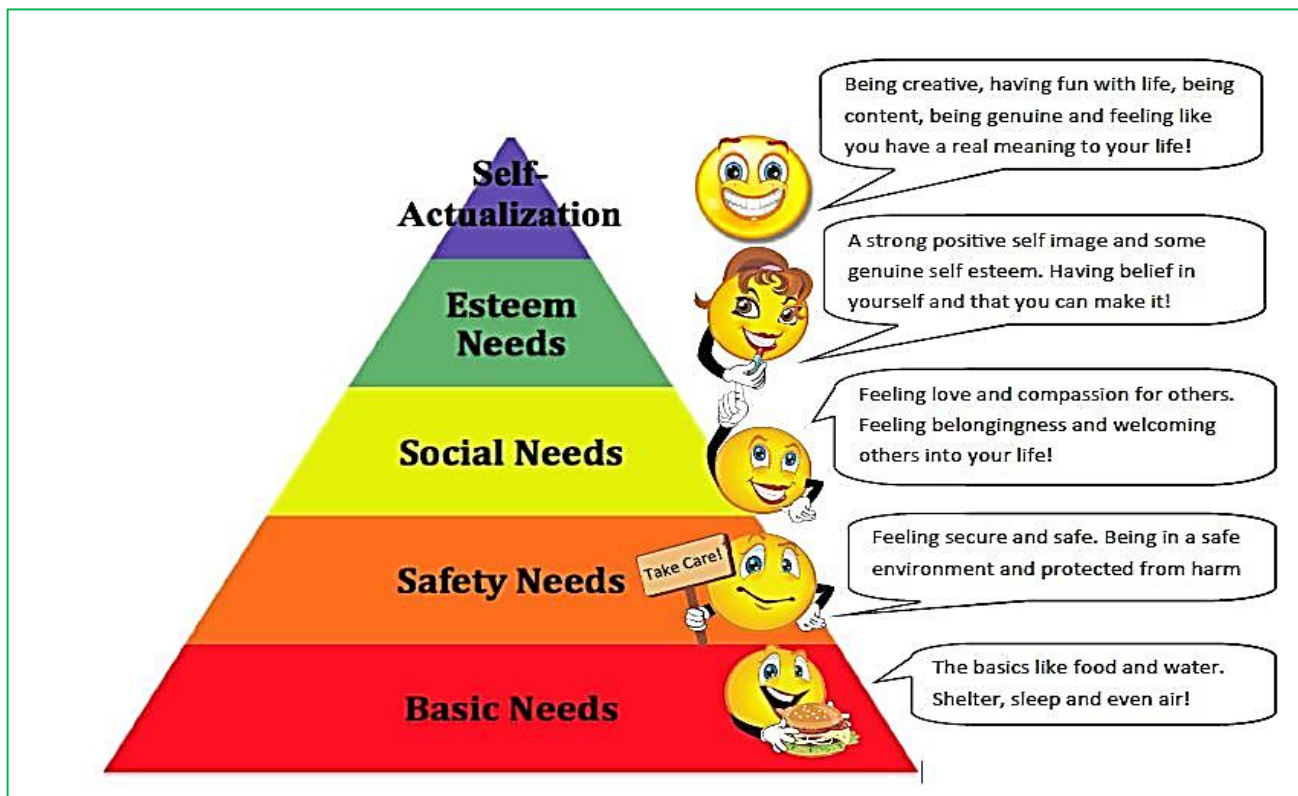 Being creative, having fun with life, being
content, being genuine and feeling like
you have a real meaning to your life!
Self-
Actualization
A strong positive self image and some
genuine self esteem. Having belief in
yourself and that you can make it!
Esteem
Needs
Feeling love and compassion for others.
Feeling belongingness and welcoming
others into your life!
Social Needs
Feeling secure and safe. Being in a safe
environment and protected from harm
Take Care!
Safety Needs
The basics like food and water.
Shelter, sleep and even air!
Basic Needs